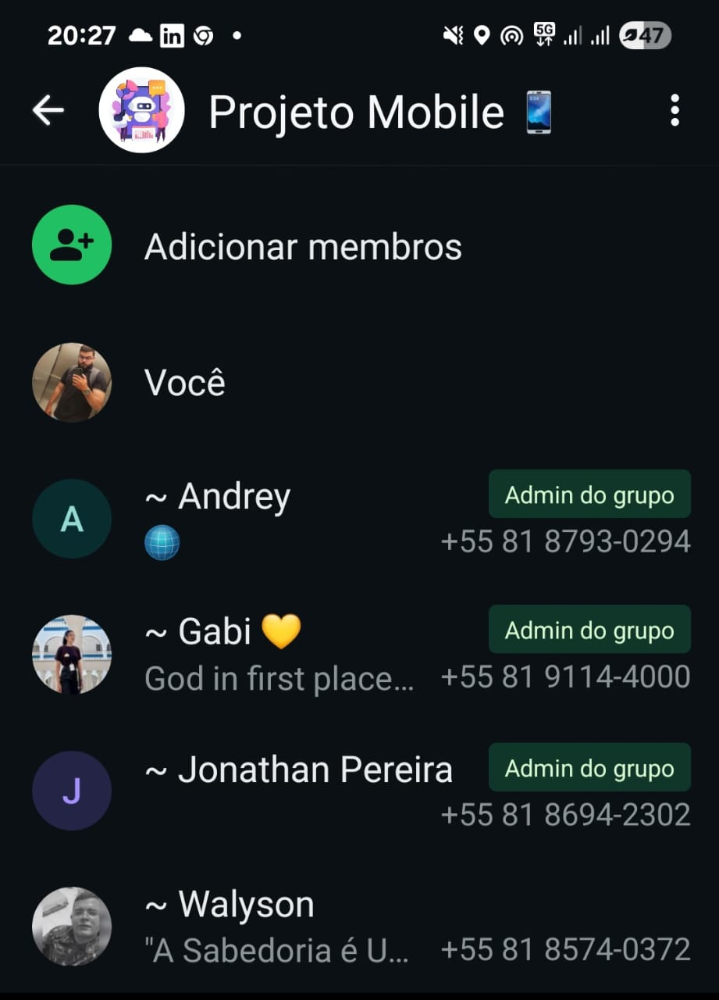 20:27 in 5G 47
Projeto Mobile
Adicionar membros
Você
A ~ Andrey Admin do grupo
+55 81 8793-0294
~ Gabi 💛 Admin do grupo
God in first place... +55 81 9114-4000
J ~ Jonathan Pereira Admin do grupo
+55 81 8694-2302
~ Walyson
"A Sabedoria é U... +55 81 8574-0372